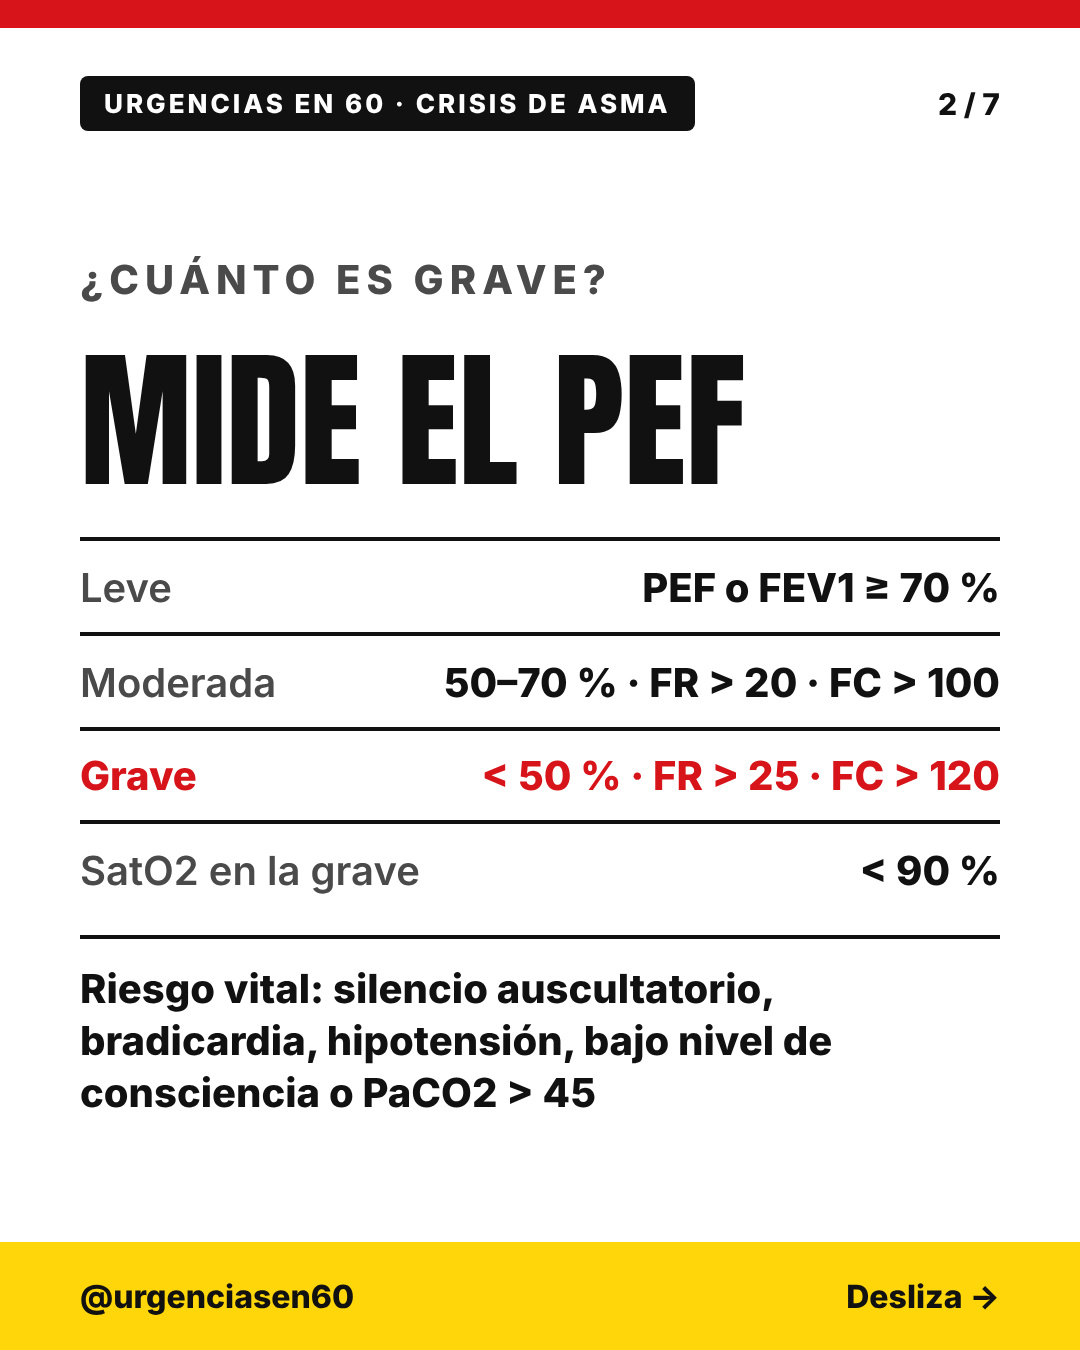 URGENCIAS EN 60 · CRISIS DE ASMA
2 / 7
¿CUÁNTO ES GRAVE?
MIDE EL PEF
Leve PEF o FEV1 ≥ 70 %
Moderada 50–70 % · FR > 20 · FC > 100
Grave < 50 % · FR > 25 · FC > 120
SatO2 en la grave < 90 %
Riesgo vital: silencio auscultatorio,
bradicardia, hipotensión, bajo nivel de
consciencia o PaCO2 > 45
@urgenciasen60
Desliza →